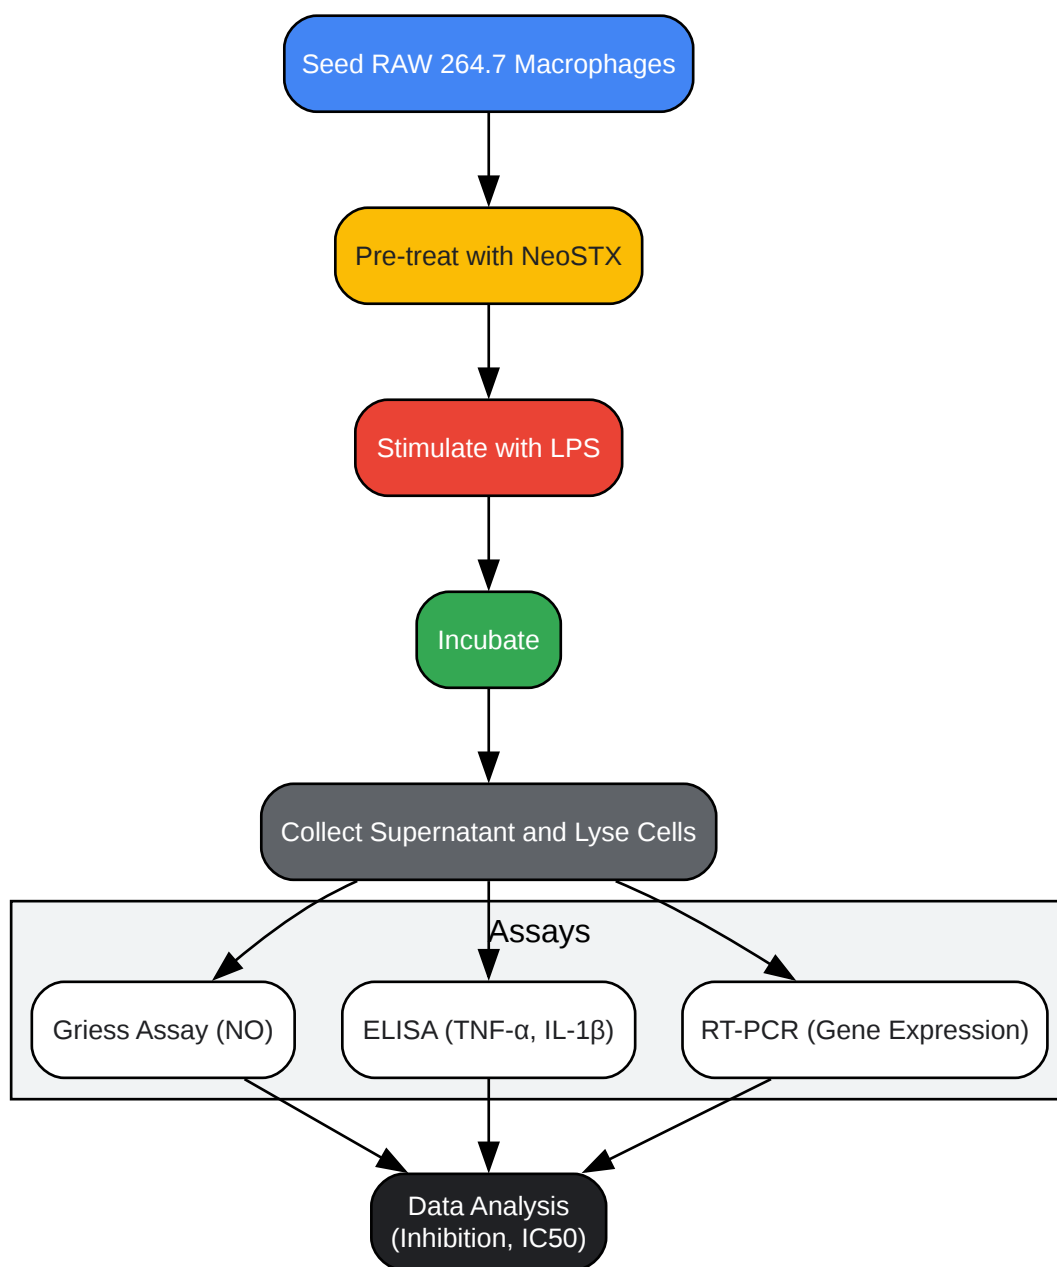 Seed RAW 264.7 Macrophages
Pre-treat with NeoSTX
Stimulate with LPS
Incubate
Collect Supernatant and Lyse Cells
Assays
Griess Assay (NO)
ELISA (TNF-α, IL-1β)
RT-PCR (Gene Expression)
Data Analysis
(Inhibition, IC50)